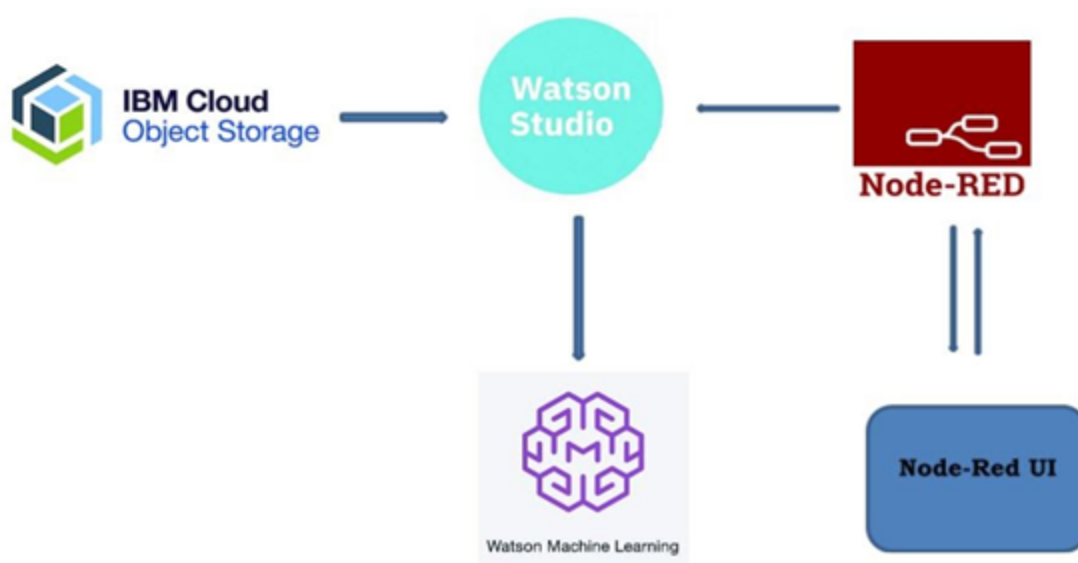 IBM Cloud
Object Storage
Watson
Studio
Node-RED
Watson Machine Learning
Node-Red UI